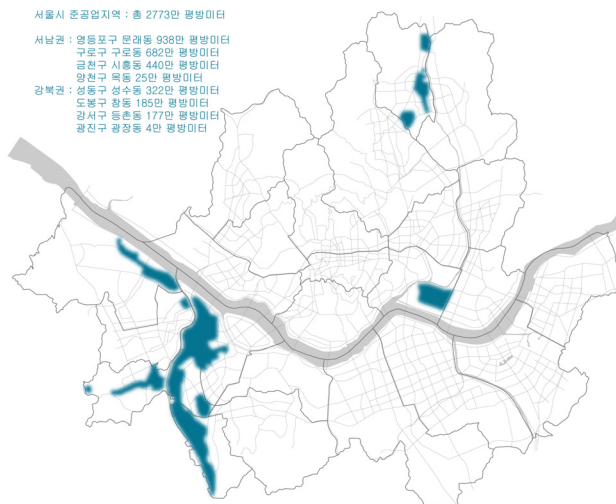 서울시 준공업지역 : 총 2773만 평방미터
서남권 : 영등포구 문래동 938만 평방미터
구로구 구로동 682만 평방미터
금천구 시흥동 440만 평방미터
양천구 목동 25만 평방미터
강북권 : 성동구 성수동 322만 평방미터
도봉구 창동 185만 평방미터
강서구 등촌동 177만 평방미터
광진구 광장동 4만 평방미터